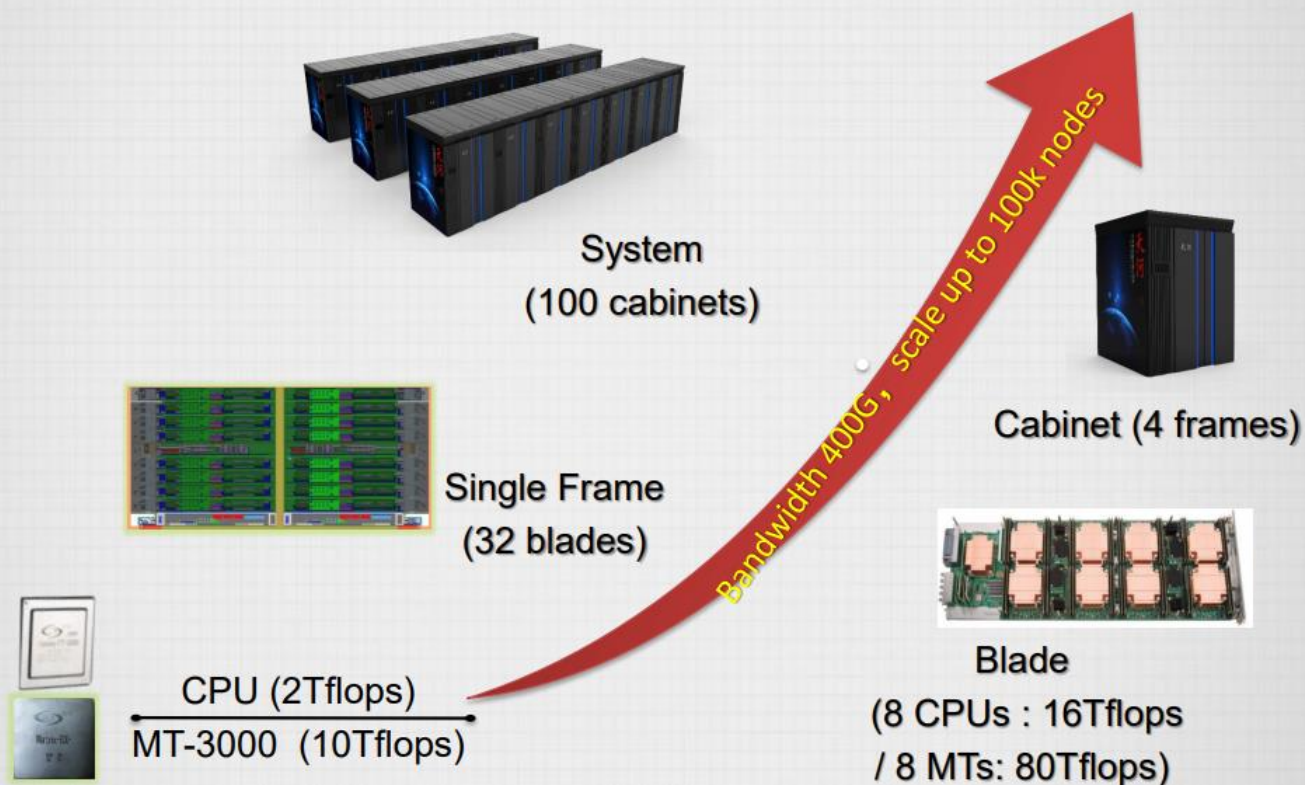 System
(100 cabinets)
Bandwidth 400G, scale up to 100k nodes
Cabinet (4 frames)
Single Frame
(32 blades)
CPU (2Tflops)
MT-3000 (10Tflops)
Blade
(8 CPUs : 16Tflops
/ 8 MTs: 80Tflops)